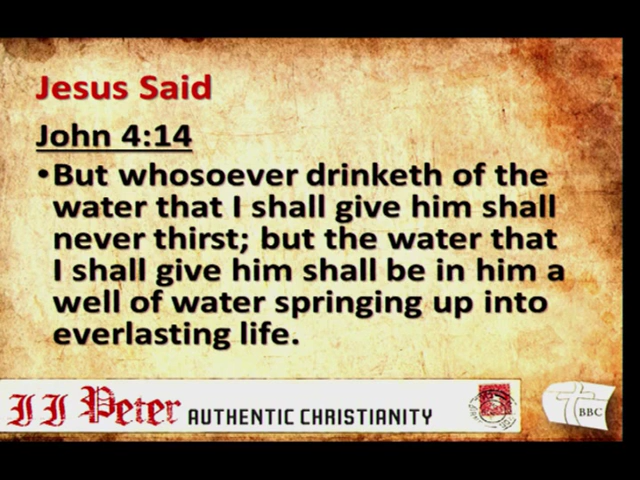 Jesus Said
John 4:14
•But whosoever drinketh of the
water that I shall give him shall
never thirst; but the water that
I shall give him shall be in him a
well of water springing up into
everlasting life.
II Peter AUTHENTIC CHRISTIANITY
BBC